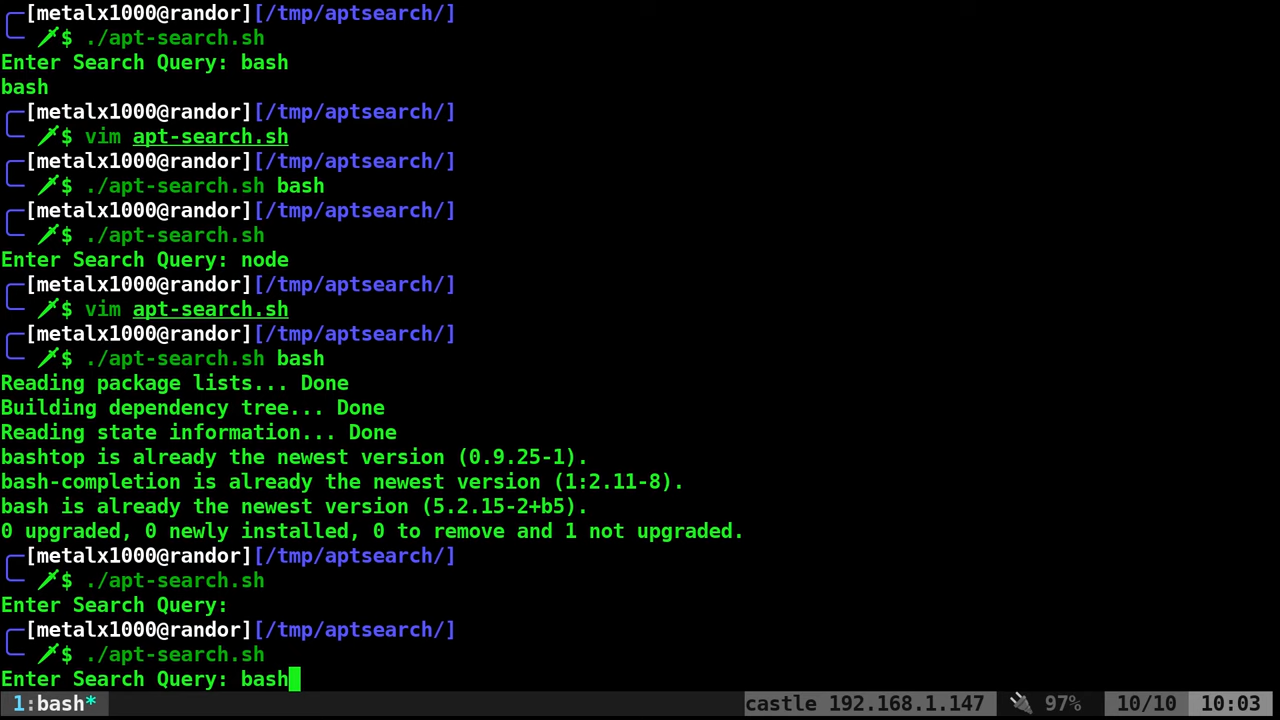 [metalx1000@randor][/tmp/aptsearch/]
$ ./apt-search.sh
Enter Search Query: bash
bash
[metalx1000@randor][/tmp/aptsearch/]
$ vim apt-search.sh
[metalx1000@randor][/tmp/aptsearch/]
$ ./apt-search.sh bash
[metalx1000@randor][/tmp/aptsearch/]
$ ./apt-search.sh
Enter Search Query: node
[metalx1000@randor][/tmp/aptsearch/]
$ vim apt-search.sh
[metalx1000@randor][/tmp/aptsearch/]
$ ./apt-search.sh bash
Reading package lists... Done
Building dependency tree... Done
Reading state information... Done
bashtop is already the newest version (0.9.25-1).
bash-completion is already the newest version (1:2.11-8).
bash is already the newest version (5.2.15-2+b5).
0 upgraded, 0 newly installed, 0 to remove and 1 not upgraded.
[metalx1000@randor][/tmp/aptsearch/]
$ ./apt-search.sh
Enter Search Query:
[metalx1000@randor][/tmp/aptsearch/]
$ ./apt-search.sh
Enter Search Query: bash
1:bash* castle 192.168.1.147 97% 10/10 10:03